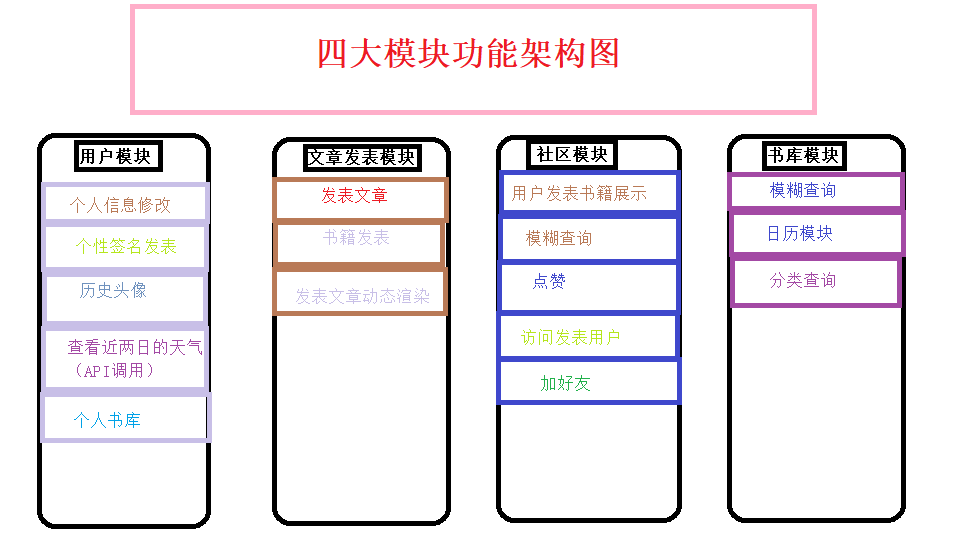 四大模块功能架构图
用户模块
个人信息修改
个性签名发表
历史头像
查看近两日的天气
（API调用）
个人书库
文章发表模块
发表文章
书籍发表
发表文章动态渲染
社区模块
用户发表书籍展示
模糊查询
点赞
访问发表用户
加好友
书库模块
模糊查询
日历模块
分类查询